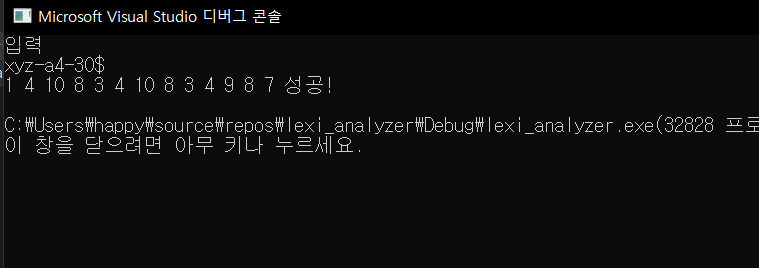 Microsoft Visual Studio 디버그 콘솔
입력
xyz-a4-30$
1 4 10 8 3 4 10 8 3 4 9 8 7 성공!
C:₩Users₩happy₩source₩repos₩lexi_analyzer₩Debug₩lexi_analyzer.exe(32828 프로
이 창을 닫으려면 아무 키나 누르세요.